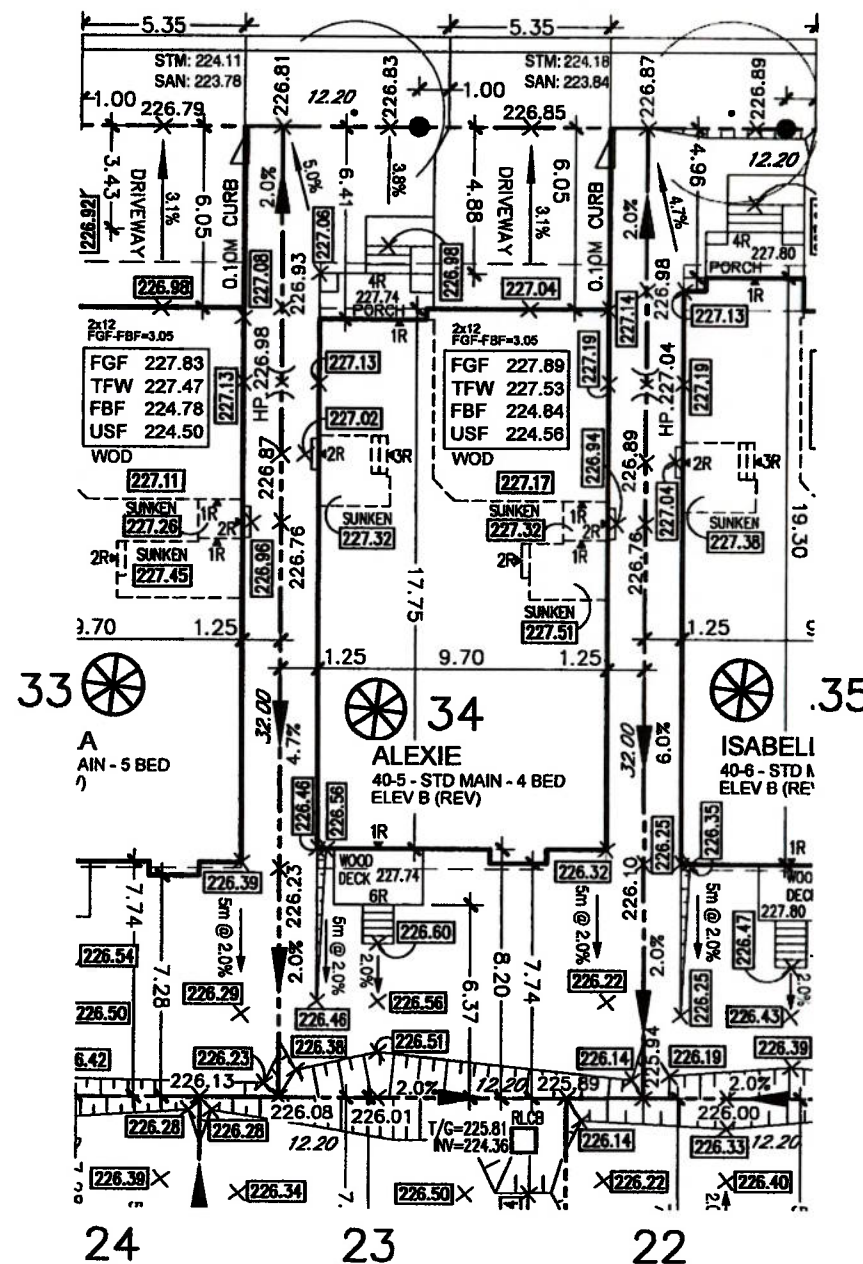 5.35
5.35
STM: 224.11
SAN: 223.78
226.81
12.20
226.83
STM: 224.18
SAN: 223.84
226.87
226.89
1.00
226.79
1.00
226.85
12.20
3.43
DRIVEWAY
3.1%
6.05
0.10M CURB
2.0%
5.0%
6.41
3.8%
4.88
DRIVEWAY
3.1%
6.05
0.10M CURB
2.0%
4.7%
4.96
226.92
226.98
227.08
226.93
227.06
4R
227.74
PORCH
1R
226.98
227.04
227.14
226.98
4R
227.80
PORCH
1R
227.13
2x12
FGF-FBF=3.05
FGF 227.83
TFW 227.47
FBF 224.78
USF 224.50
WOD
227.13
HP.226.98
227.13
227.02
2x12
FGF-FBF=3.05
FGF 227.89
TFW 227.53
FBF 224.84
USF 224.56
WOD
227.19
HP.227.04
227.19
226.87
2R
3R
226.94
226.89
2R
3R
227.11
227.17
227.04
SUNKEN
227.26
1R
2R
1R
SUNKEN
227.32
SUNKEN
227.32
1R
2R
1R
SUNKEN
227.38
19.30
2R
SUNKEN
227.45
226.96
226.76
2R
SUNKEN
227.51
226.76
17.75
9.70
1.25
1.25
9.70
1.25
1.25
33
34
35
32.00
4.7%
32.00
6.0%
A
AIN - 5 BED
ALEXIE
40-5 - STD MAIN - 4 BED
ELEV B (REV)
ISABELL
40-6 - STD M
ELEV B (REV
226.46
226.56
1R
226.25
226.35
1R
226.39
226.23
WOOD
DECK
227.74
6R
226.32
226.10
WOO
DECI
227.80
7.74
7.28
5m @ 2.0%
2.0%
5m @ 2.0%
226.60
2.0%
6.37
8.20
7.74
5m @ 2.0%
2.0%
5m @ 2.0%
226.47
2.0%
226.54
226.29
226.56
226.22
226.25
226.43
226.50
226.46
6.42
226.23
226.38
226.51
226.14
225.94
226.19
226.39
226.13
2.0%
12.20
225.89
2.0%
226.08
226.01
T/G=225.81
INV=224.36
RLCB
226.00
226.28
226.28
12.20
226.14
226.33
12.20
226.39
226.34
226.50
226.22
226.40
24
23
22